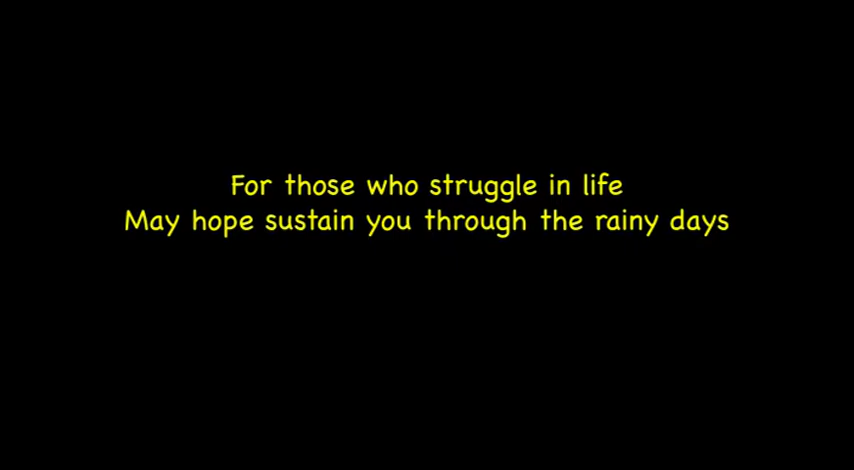 For those who struggle in life
May hope sustain you through the rainy days